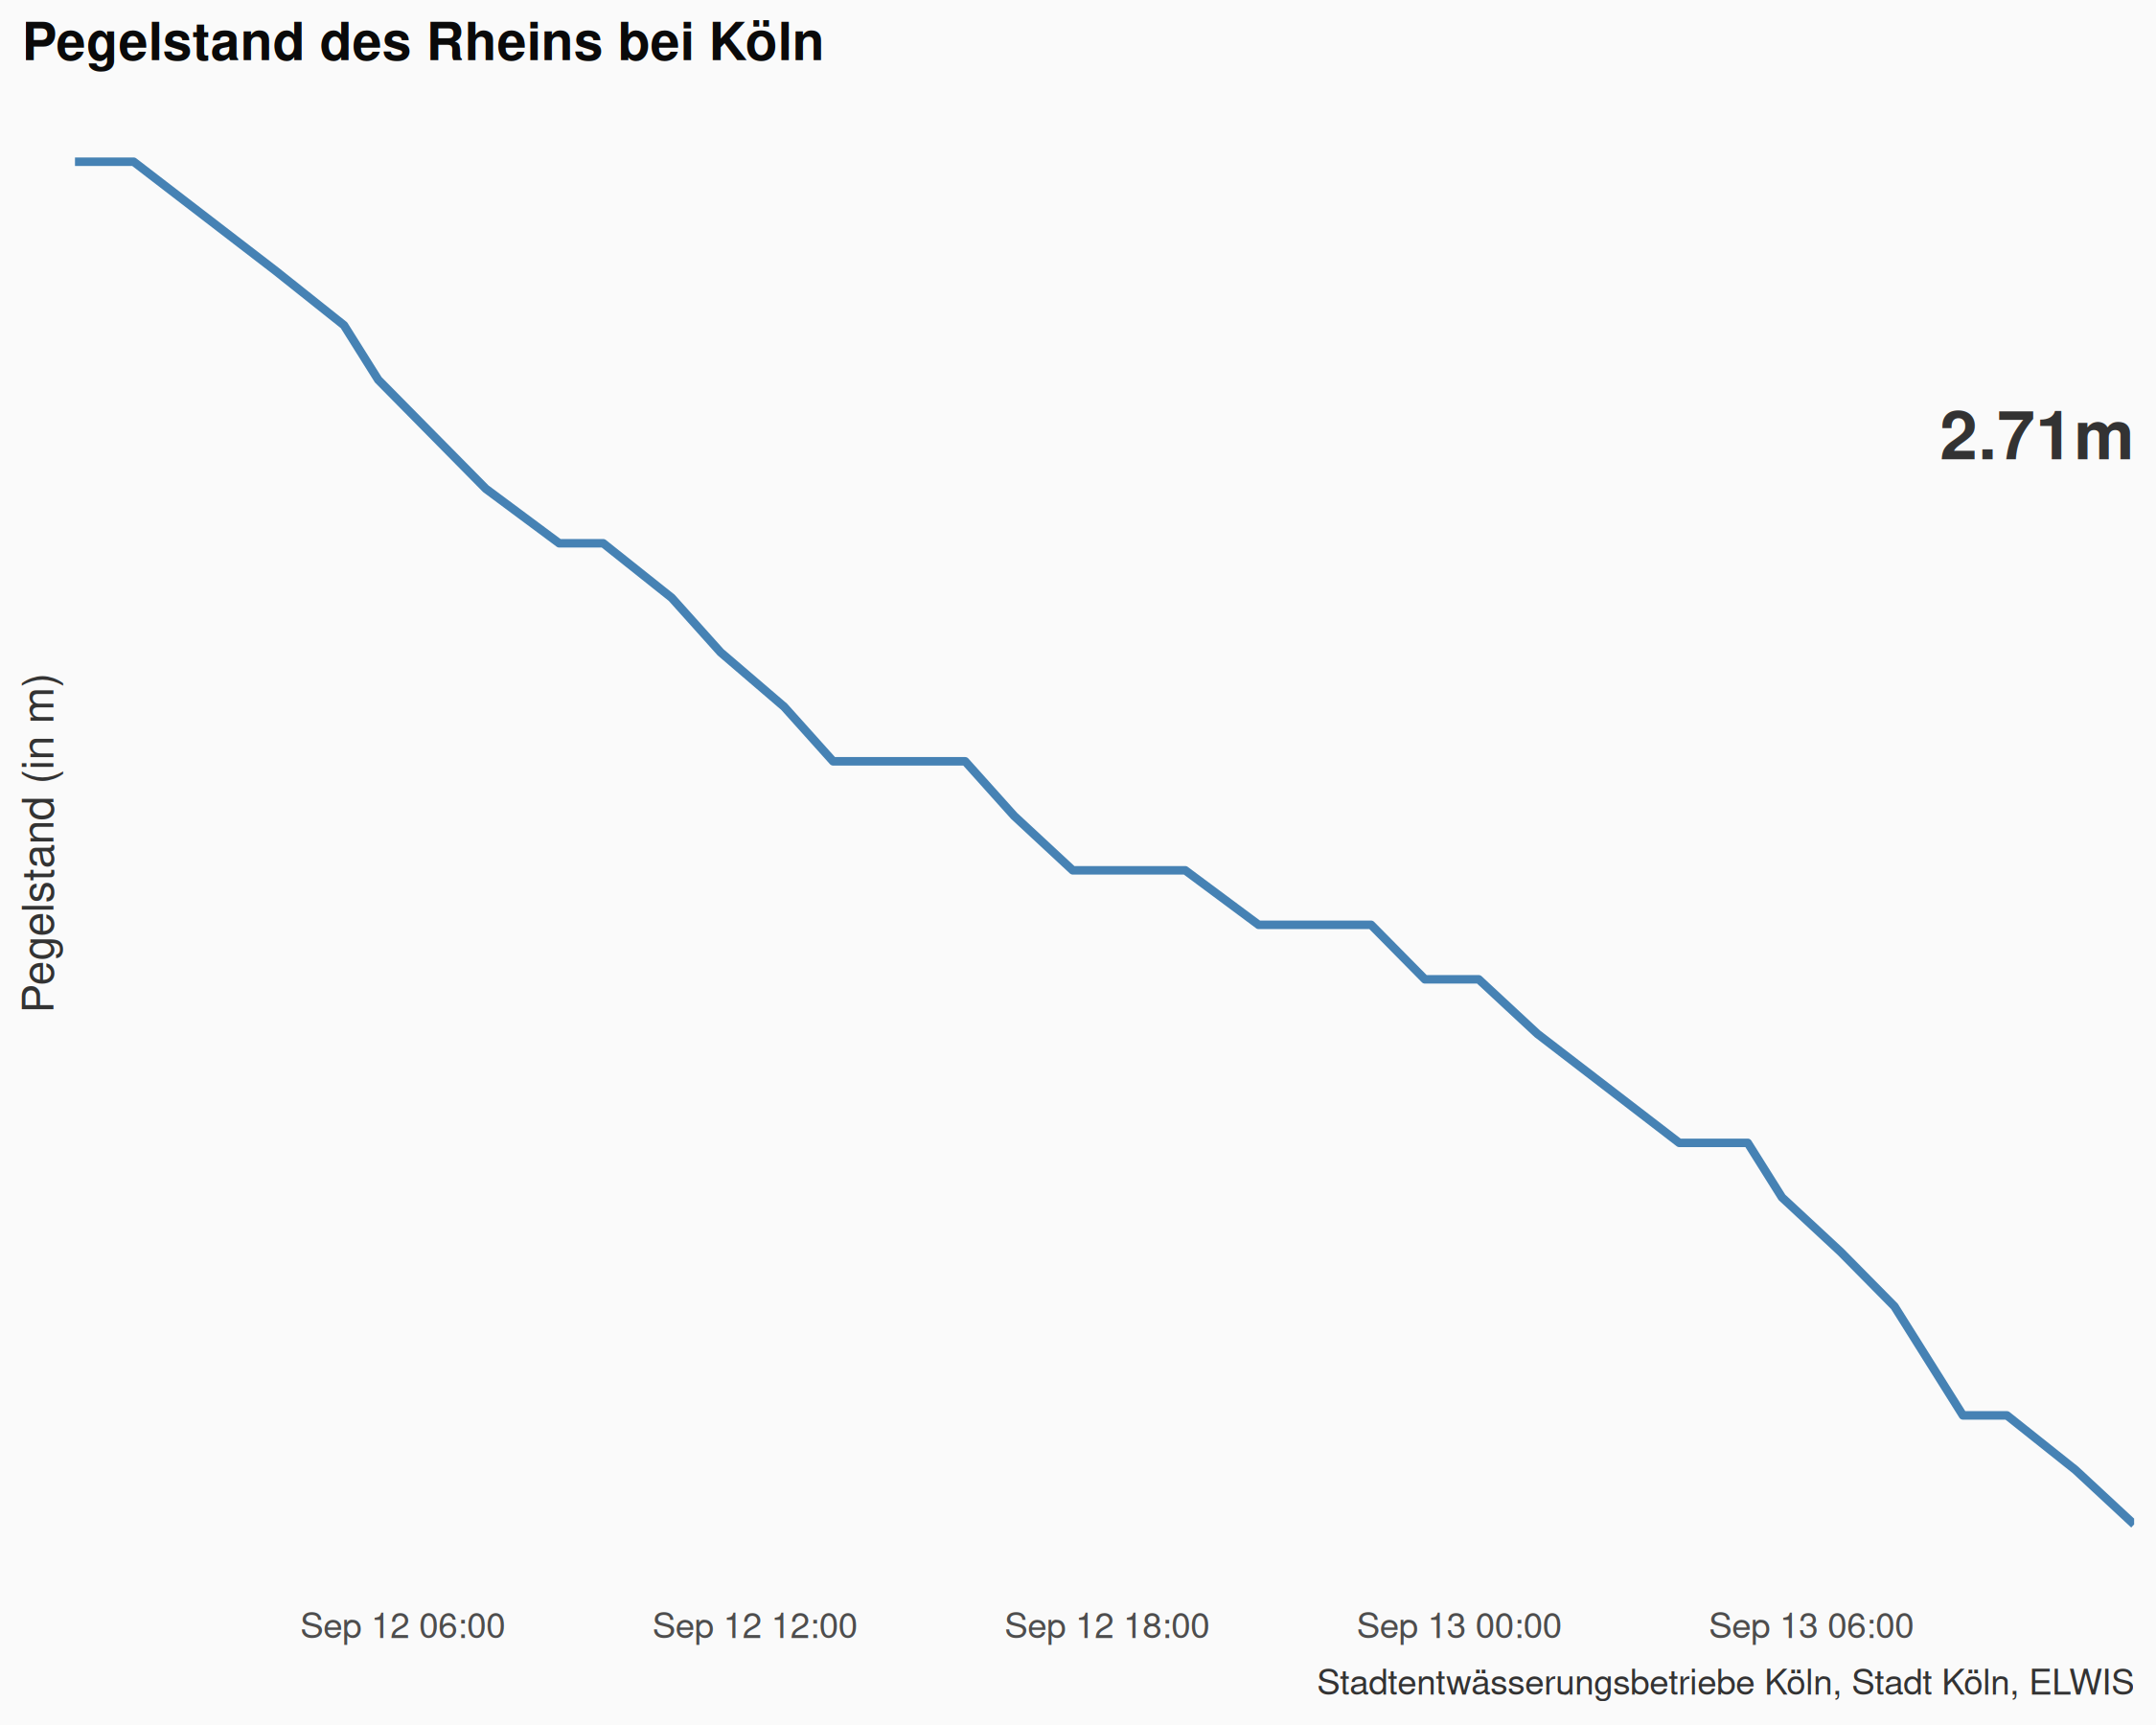 Pegelstand des Rheins bei Köln
2.71m
Pegelstand (in m)
Sep 12 06:00
Sep 12 12:00
Sep 12 18:00
Sep 13 00:00
Sep 13 06:00
Stadtentwässerungsbetriebe Köln, Stadt Köln, ELWIS